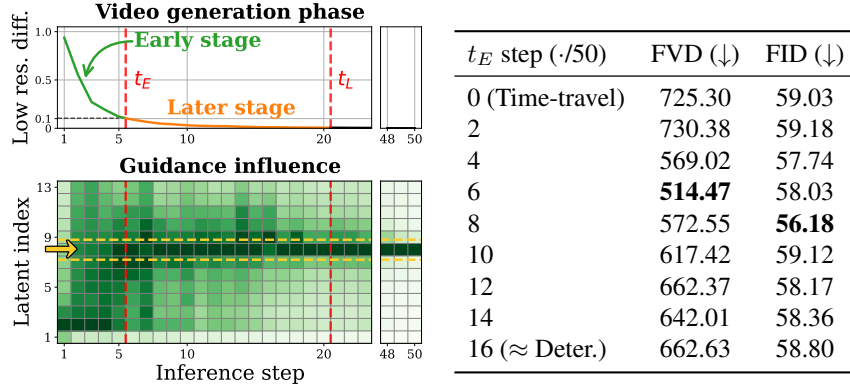 Video generation phase
Low res. diff.
1.0
0.5
0.1
0
Early stage
Later stage
t_E
t_L
1
5
10
20
48
50
Guidance influence
Latent index
13
9
5
1
1
5
10
20
48
50
Inference step
t_E step (·/50) FVD (↓) FID (↓)
0 (Time-travel) 725.30 59.03
2 730.38 59.18
4 569.02 57.74
6 514.47 58.03
8 572.55 56.18
10 617.42 59.12
12 662.37 58.17
14 642.01 58.36
16 (≈ Deter.) 662.63 58.80